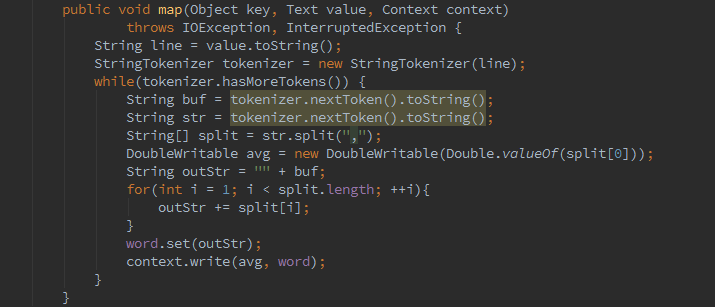 public void map(Object key, Text value, Context context)
        throws IOException, InterruptedException {
    String line = value.toString();
    StringTokenizer tokenizer = new StringTokenizer(line);
    while(tokenizer.hasMoreTokens()) {
        String buf = tokenizer.nextToken().toString();
        String str = tokenizer.nextToken().toString();
        String[] split = str.split(",");
        DoubleWritable avg = new DoubleWritable(Double.valueOf(split[0]));
        String outStr = "" + buf;
        for(int i = 1; i < split.length; ++i){
            outStr += split[i];
        }
        word.set(outStr);
        context.write(avg, word);
    }
}